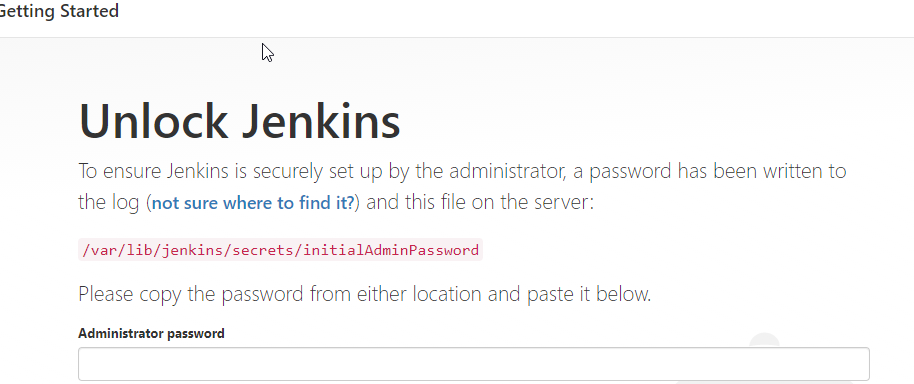 Getting Started
Unlock Jenkins
To ensure Jenkins is securely set up by the administrator, a password has been written to
the log (not sure where to find it?) and this file on the server:
/var/lib/jenkins/secrets/initialAdminPassword
Please copy the password from either location and paste it below.
Administrator password